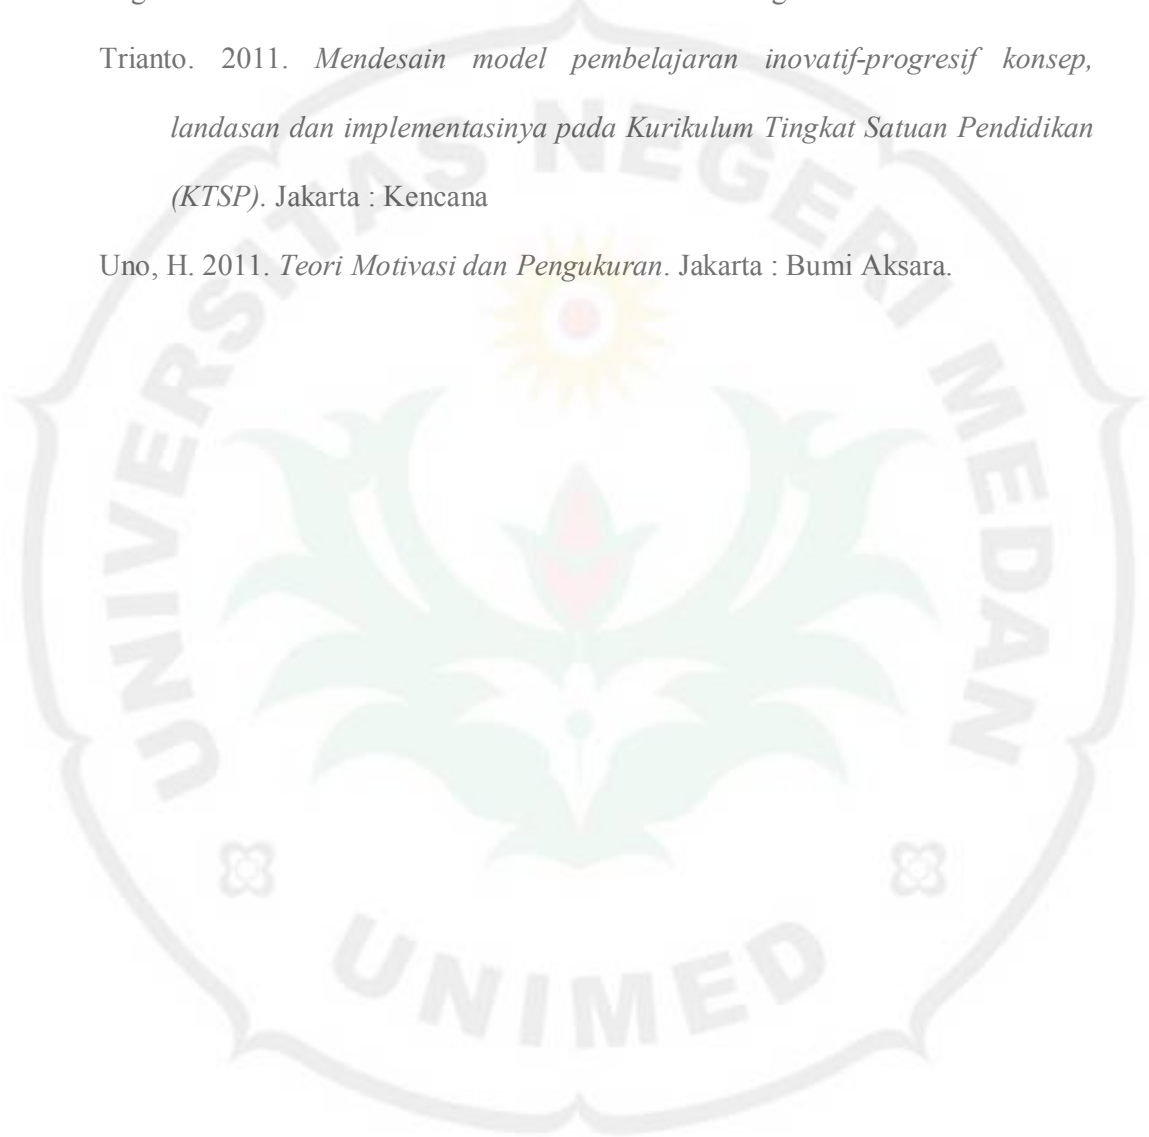 Trianto. 2011. Mendesain model pembelajaran inovatif-progresif konsep,
landasan dan implementasinya pada Kurikulum Tingkat Satuan Pendidikan
(KTSP). Jakarta : Kencana
Uno, H. 2011. Teori Motivasi dan Pengukuran. Jakarta : Bumi Aksara.
UNIVERSITAS NEGERI MEDAN
UNIMED